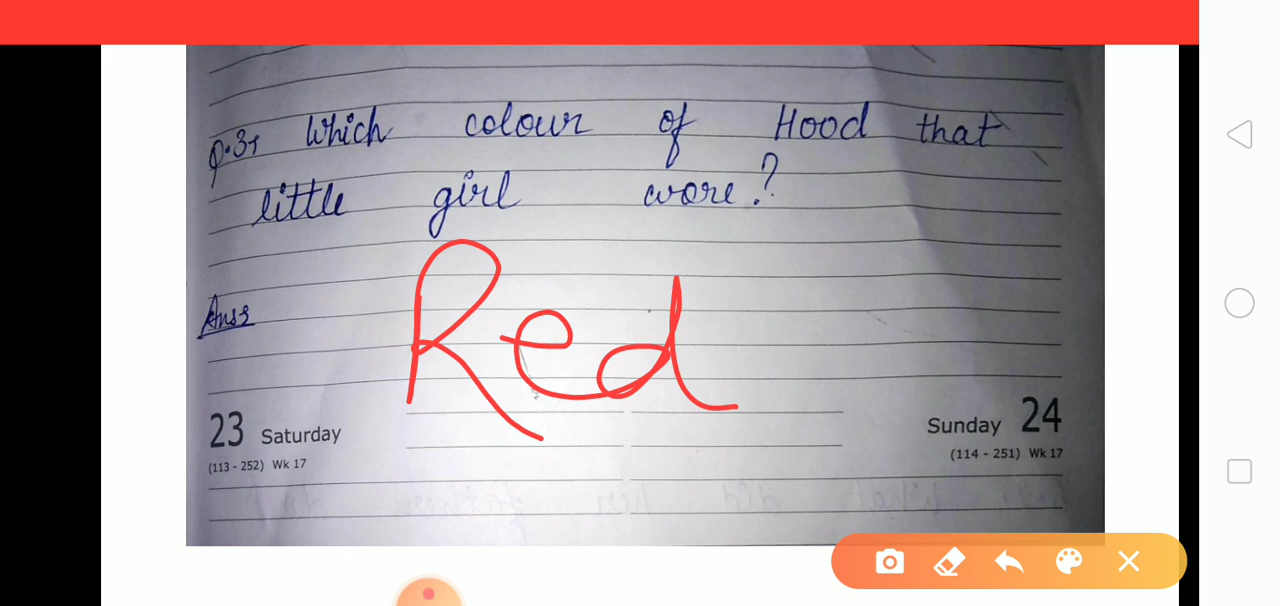 Q.3, Which colour of Hood that
little girl wore?
Ans
Red
23 Saturday
(113 - 252) Wk 17
Sunday 24
(114 - 251) Wk 17